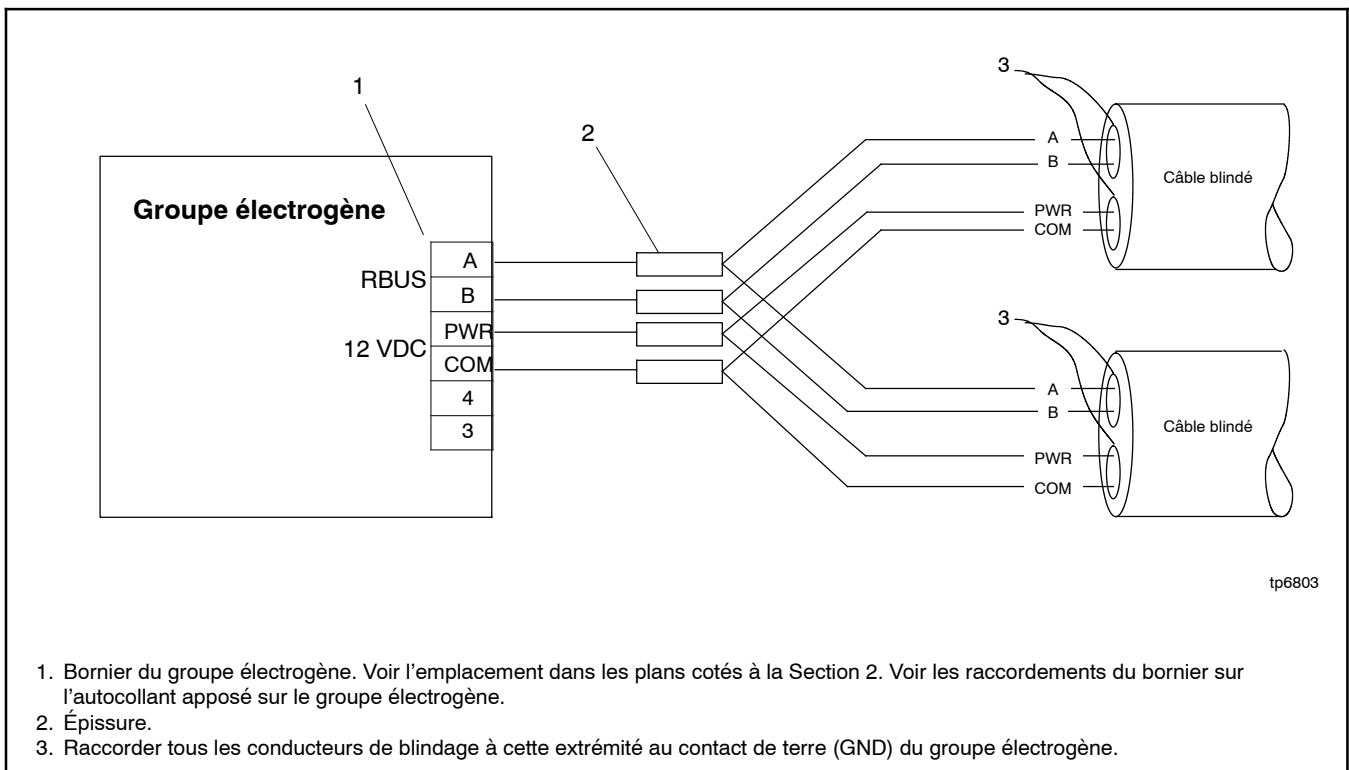 1
2
3
Groupe électrogène
RBUS
12 VDC
A
B
PWR
COM
4
3
A
B
PWR
COM
Câble blindé
3
A
B
PWR
COM
Câble blindé
tp6803
1. Bornier du groupe électrogène. Voir l'emplacement dans les plans cotés à la Section 2. Voir les raccordements du bornier sur
l'autocollant apposé sur le groupe électrogène.
2. Épissure.
3. Raccorder tous les conducteurs de blindage à cette extrémité au contact de terre (GND) du groupe électrogène.